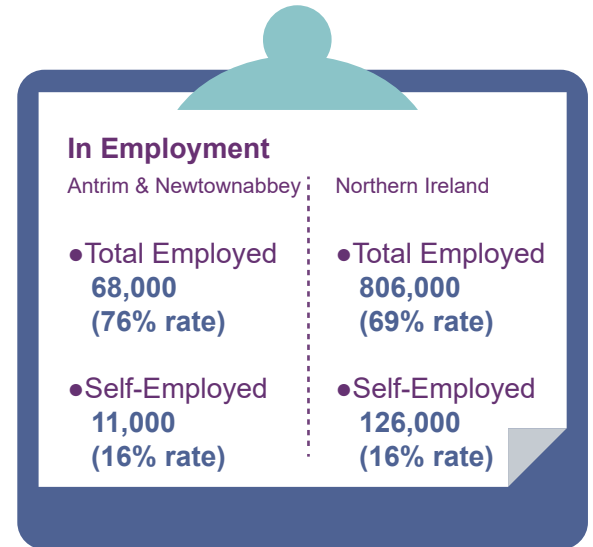 In Employment
Antrim & Newtownabbey
●Total Employed
68,000
(76% rate)
●Self-Employed
11,000
(16% rate)
Northern Ireland
●Total Employed
806,000
(69% rate)
●Self-Employed
126,000
(16% rate)